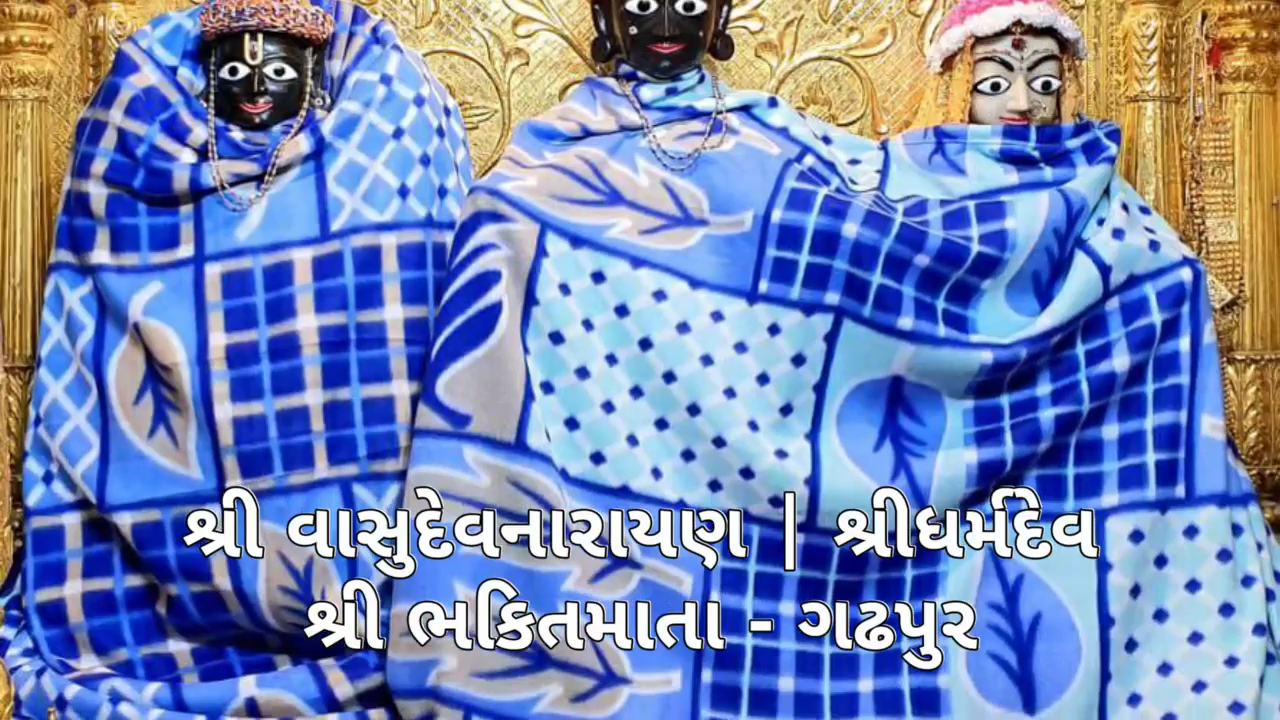 શ્રી વાસુદેવનારાયણ | શ્રીધર્મદેવ
શ્રી ભકિતમાતા - ગઢપુર